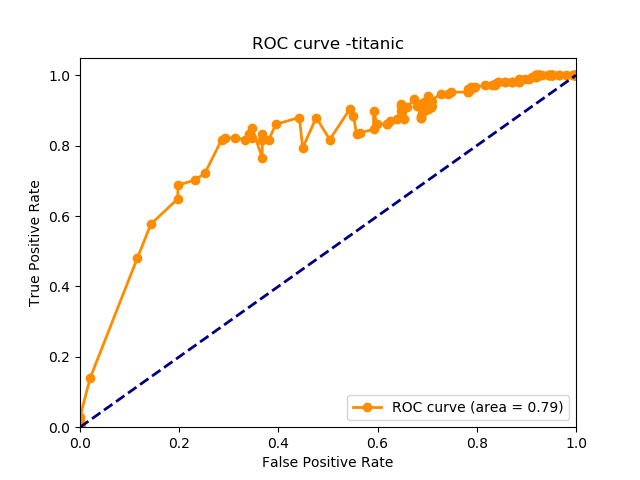 ROC curve -titanic
True Positive Rate
1.0
0.8
0.6
0.4
0.2
0.0
ROC curve (area = 0.79)
0.0 0.2 0.4 0.6 0.8 1.0
False Positive Rate